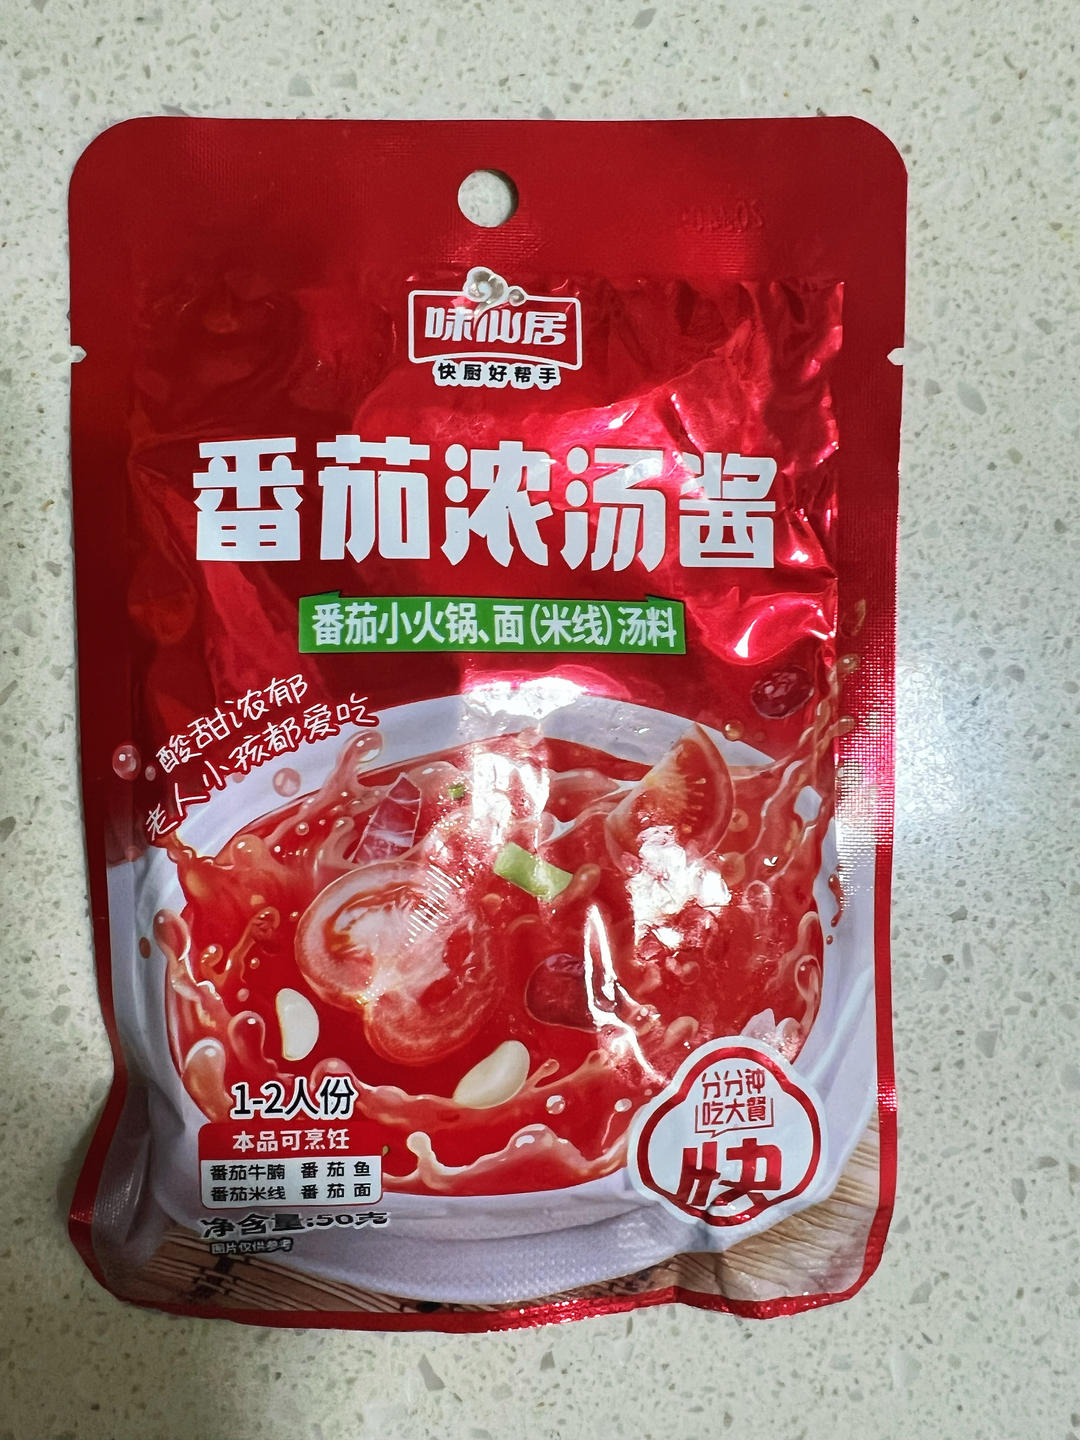 味仙居
快厨好帮手
番茄浓汤酱
番茄小火锅、面(米线)汤料
酸甜浓郁
老人小孩都爱吃
1-2人份
本品可烹饪
番茄牛腩 番茄鱼
番茄米线 番茄面
净含量:50克
图片仅供参考
分分钟
吃大餐
快